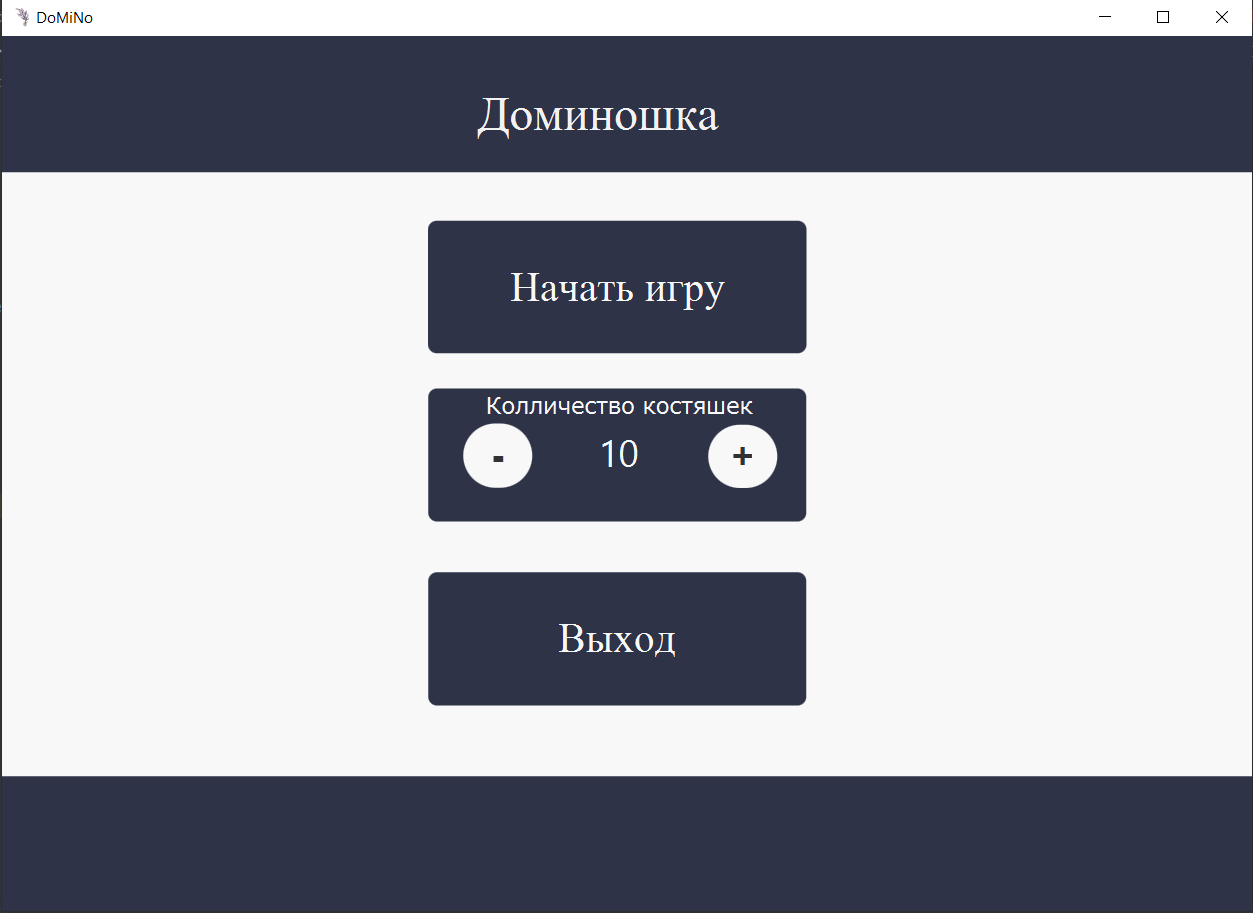 DoMiNo
Доминошка
Начать игру
Колличество костяшек
- 10 +
Выход